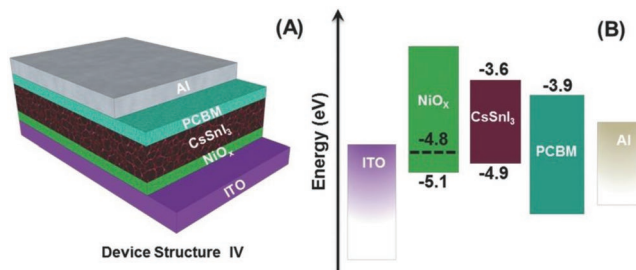 (A)
Al
PCBM
CsSnI₃
NiOₓ
ITO
Device Structure IV
(B)
Energy (eV)
ITO
NiOₓ
-4.8
-5.1
-3.6
CsSnI₃
-4.9
-3.9
PCBM
Al